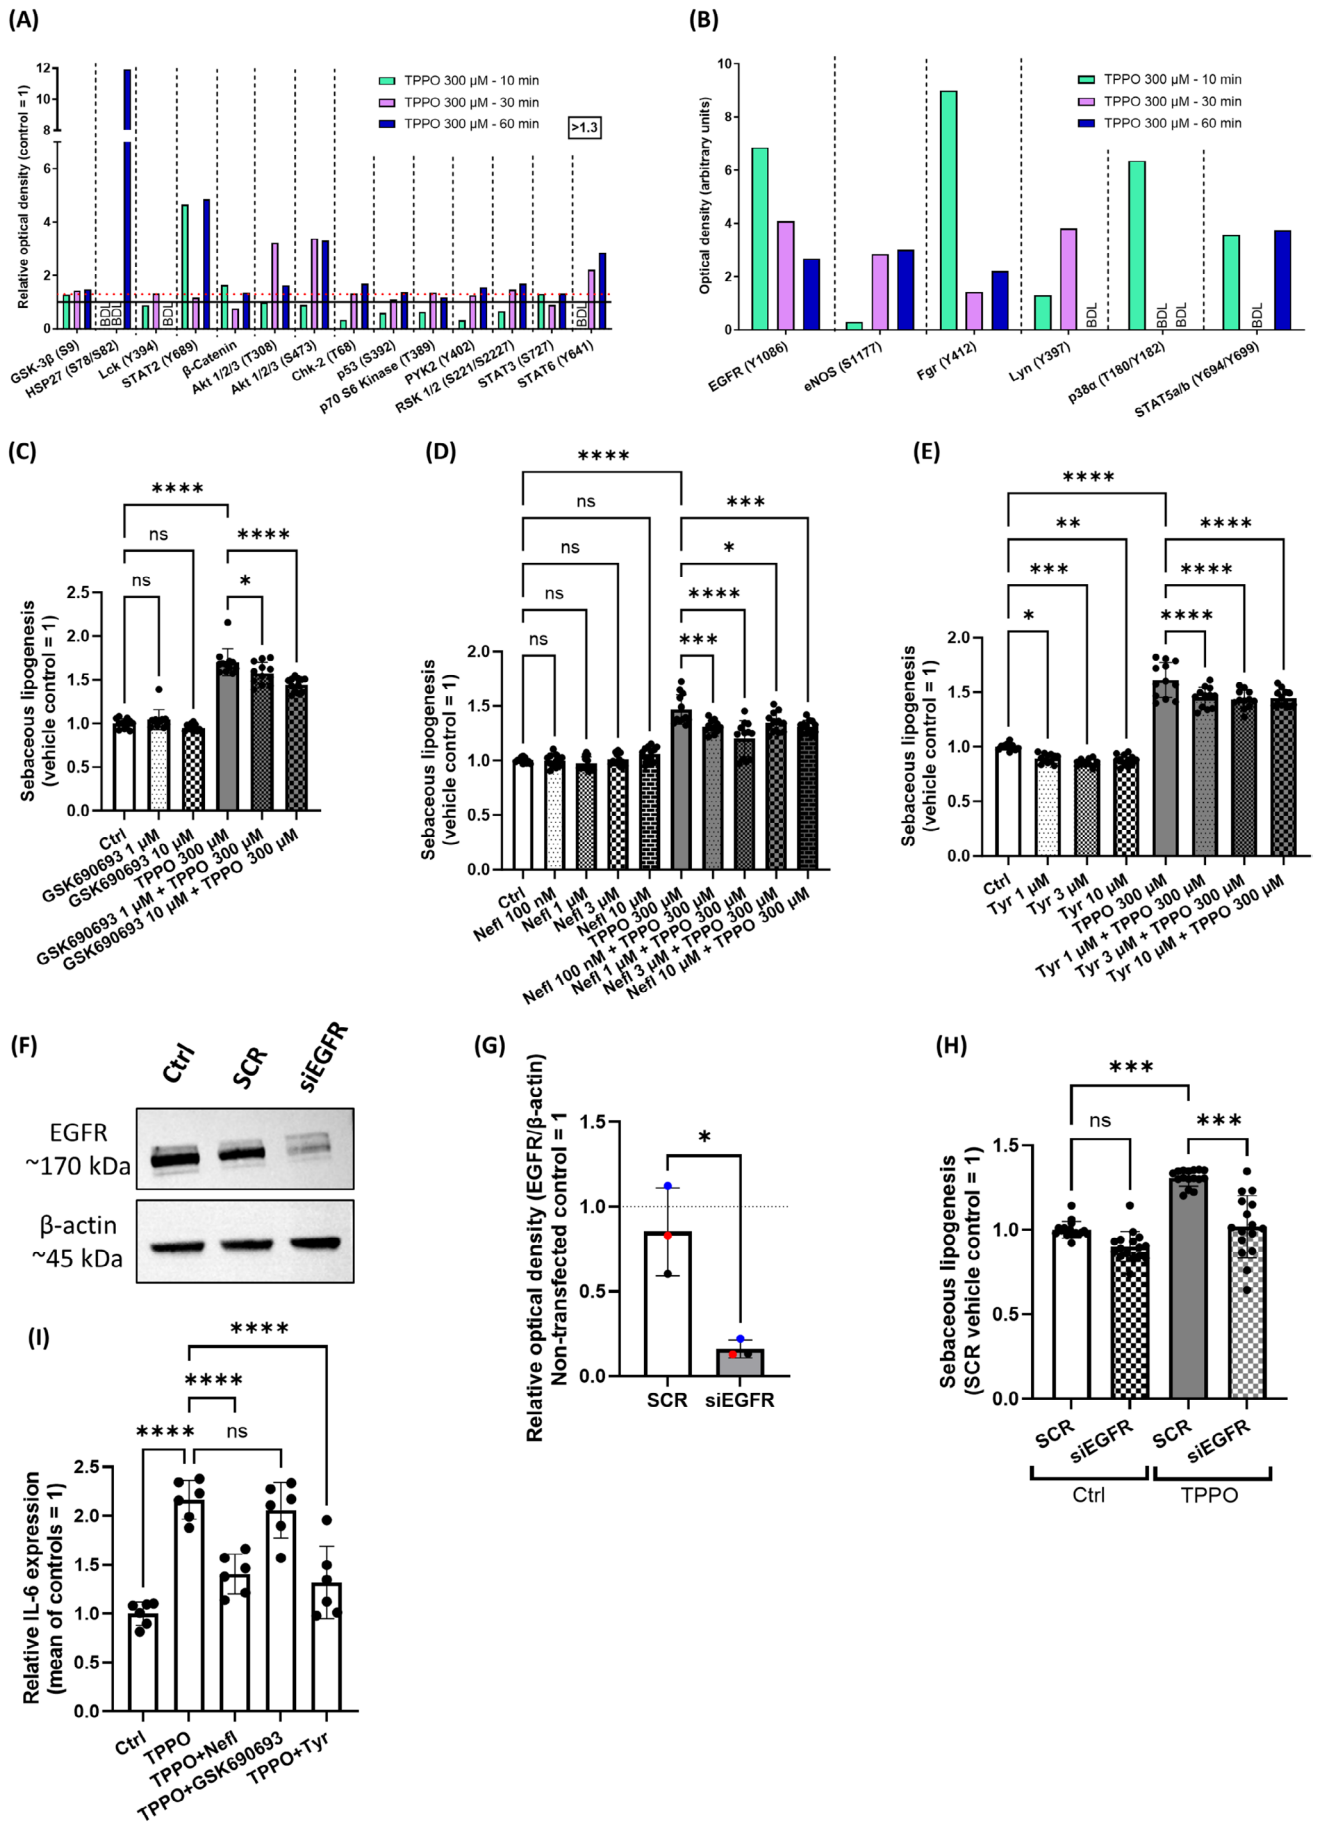 (A)
Relative optical density (control = 1)
12
10
8
6
4
2
0
TPPO 300 μM - 10 min
TPPO 300 μM - 30 min
TPPO 300 μM - 60 min
>1.3
BDL
BDL
BDL
BDL
GSK-3β (S9)
HSP27 (S78/S82)
Lck (Y394)
STAT2 (Y689)
β-Catenin
Akt 1/2/3 (T308)
Akt 1/2/3 (S473)
Chk-2 (T68)
p53 (S392)
p70 S6 Kinase (T389)
PYK2 (Y402)
RSK 1/2 (S221/S2227)
STAT3 (S727)
STAT6 (Y641)
(B)
Optical density (arbitrary units)
10
8
6
4
2
0
TPPO 300 μM - 10 min
TPPO 300 μM - 30 min
TPPO 300 μM - 60 min
BDL
BDL
BDL
BDL
EGFR (Y1086)
eNOS (S1177)
Fgr (Y412)
Lyn (Y397)
p38α (T180/Y182)
STAT5a/b (Y694/Y699)
(C)
Sebaceous lipogenesis
(vehicle control = 1)
2.5
2.0
1.5
1.0
0.5
0.0
****
ns
****
ns
*
Ctrl
GSK690693 1 μM
GSK690693 10 μM
TPPO 300 μM
GSK690693 1 μM + TPPO 300 μM
GSK690693 10 μM + TPPO 300 μM
(D)
Sebaceous lipogenesis
(vehicle control = 1)
2.0
1.5
1.0
0.5
0.0
****
ns
***
ns
*
ns
****
ns
***
Ctrl
Nefl 100 nM
Nefl 1 μM
Nefl 3 μM
Nefl 10 μM
TPPO 300 μM
Nefl 100 nM + TPPO 300 μM
Nefl 1 μM + TPPO 300 μM
Nefl 3 μM + TPPO 300 μM
Nefl 10 μM + TPPO 300 μM
(E)
Sebaceous lipogenesis
(vehicle control = 1)
2.0
1.5
1.0
0.5
0.0
****
**
****
***
****
*
****
Ctrl
Tyr 1 μM
Tyr 3 μM
Tyr 10 μM
TPPO 300 μM
Tyr 1 μM + TPPO 300 μM
Tyr 3 μM + TPPO 300 μM
Tyr 10 μM + TPPO 300 μM
(F)
Ctrl
SCR
siEGFR
EGFR
~170 kDa
β-actin
~45 kDa
(G)
Relative optical density (EGFR/β-actin)
Non-transfected control = 1
1.5
1.0
0.5
0.0
*
SCR
siEGFR
(H)
Sebaceous lipogenesis
(SCR vehicle control = 1)
1.5
1.0
0.5
0.0
***
ns
***
SCR
siEGFR
SCR
siEGFR
Ctrl
TPPO
(I)
Relative IL-6 expression
(mean of controls = 1)
2.5
2.0
1.5
1.0
0.5
0.0
****
****
****
ns
Ctrl
TPPO
TPPO+Nefl
TPPO+GSK690693
TPPO+Tyr